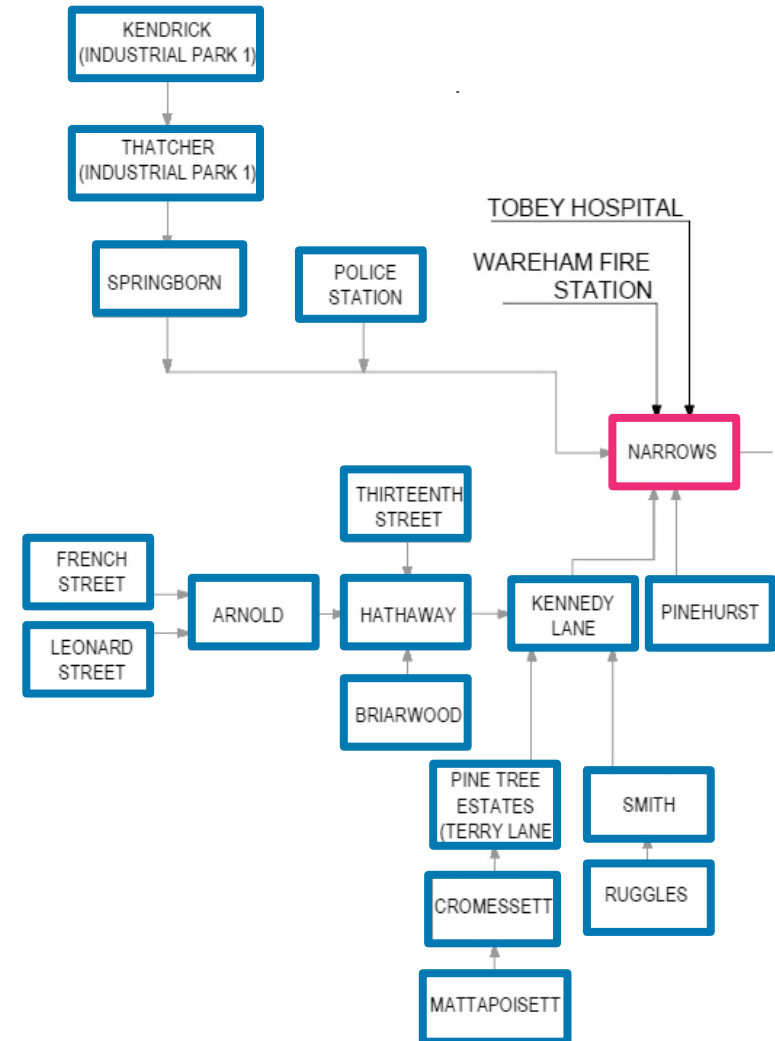 KENDRICK
(INDUSTRIAL PARK 1)
THATCHER
(INDUSTRIAL PARK 1)
TOBEY HOSPITAL
SPRINGBORN
POLICE
STATION
WAREHAM FIRE
STATION
NARROWS
THIRTEENTH
STREET
FRENCH
STREET
ARNOLD
HATHAWAY
KENNEDY
LANE
PINEHURST
LEONARD
STREET
BRIARWOOD
PINE TREE
ESTATES
(TERRY LANE
SMITH
CROMESSETT
RUGGLES
MATTAPOISETT